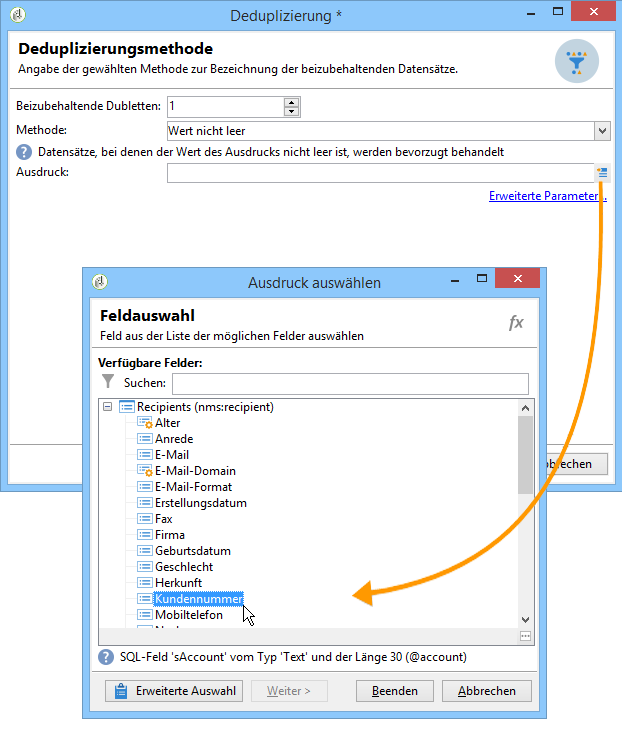 Deduplizierung *
Deduplizierungsmethode
Angabe der gewählten Methode zur Bezeichnung der beizubehaltenden Datensätze.
Beizubehaltende Dubletten: 1
Methode: Wert nicht leer
Datensätze, bei denen der Wert des Ausdrucks nicht leer ist, werden bevorzugt behandelt
Ausdruck:
Erweiterte Parameter...
Ausdruck auswählen
Feldauswahl
Feld aus der Liste der möglichen Felder auswählen
fx
Verfügbare Felder:
Suchen:
Recipients (nms:recipient)
Alter
Anrede
E-Mail
E-Mail-Domain
E-Mail-Format
Erstellungsdatum
Fax
Firma
Geburtsdatum
Geschlecht
Herkunft
Kundennummer
Mobiltelefon
bbrechen
SQL-Feld 'sAccount' vom Typ 'Text' und der Länge 30 (@account)
Erweiterte Auswahl
Weiter >
Beenden
Abbrechen